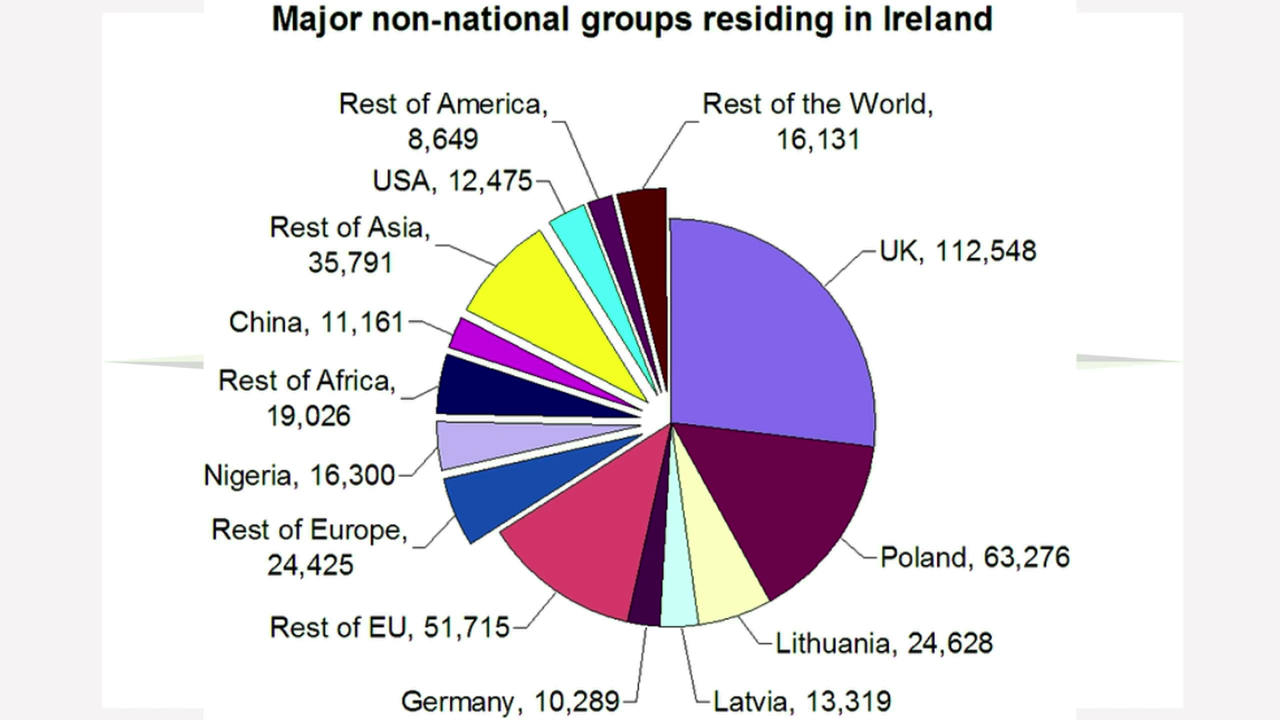 Major non-national groups residing in Ireland
Rest of America,
8,649
Rest of the World,
16,131
USA, 12,475
Rest of Asia,
35,791
UK, 112,548
China, 11,161
Rest of Africa,
19,026
Nigeria, 16,300
Rest of Europe,
24,425
Poland, 63,276
Rest of EU, 51,715
Lithuania, 24,628
Germany, 10,289
Latvia, 13,319